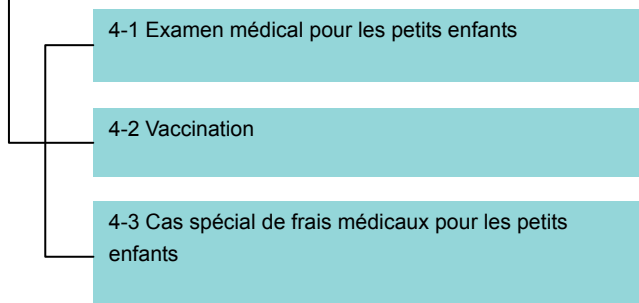 4-1 Examen médical pour les petits enfants
4-2 Vaccination
4-3 Cas spécial de frais médicaux pour les petits
enfants